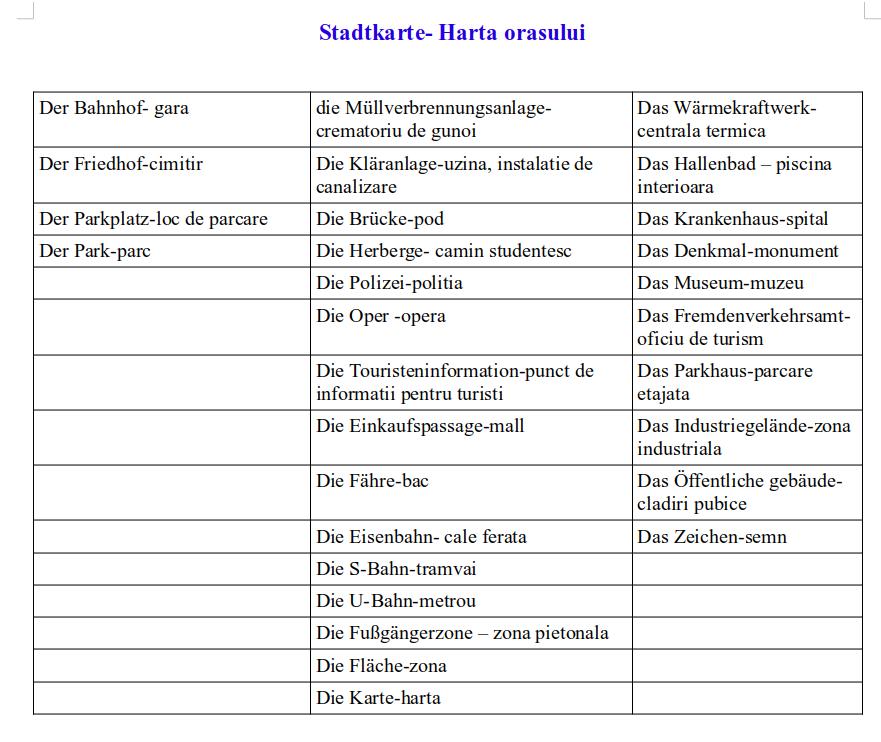 Stadtkarte- Harta orasului
Der Bahnhof- gara
die Müllverbrennungsanlage-
crematoriu de gunoi
Das Wärmekraftwerk-
centrala termica
Der Friedhof-cimitir
Die Kläranlage-uzina, instalatie de
canalizare
Das Hallenbad – piscina
interioara
Der Parkplatz-loc de parcare
Die Brücke-pod
Das Krankenhaus-spital
Der Park-parc
Die Herberge- camin studentesc
Das Denkmal-monument
Die Polizei-politia
Das Museum-muzeu
Die Oper -opera
Das Fremdenverkehrsamt-
oficiu de turism
Die Touristeninformation-punct de
informatii pentru turisti
Das Parkhaus-parcare
etajata
Die Einkaufspassage-mall
Das Industriegelände-zona
industriala
Die Fähre-bac
Das Öffentliche gebäude-
cladiri pubice
Die Eisenbahn- cale ferata
Das Zeichen-semn
Die S-Bahn-tramvai
Die U-Bahn-metrou
Die Fußgängerzone – zona pietonala
Die Fläche-zona
Die Karte-harta